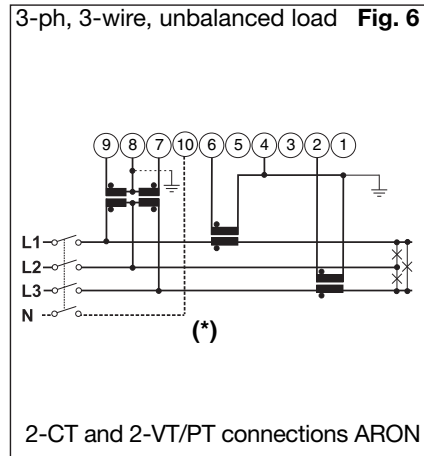 3-ph, 3-wire, unbalanced load Fig. 6
9 8 7 10 6 5 4 3 2 1
L1
L2
L3
N
(*)
2-CT and 2-VT/PT connections ARON